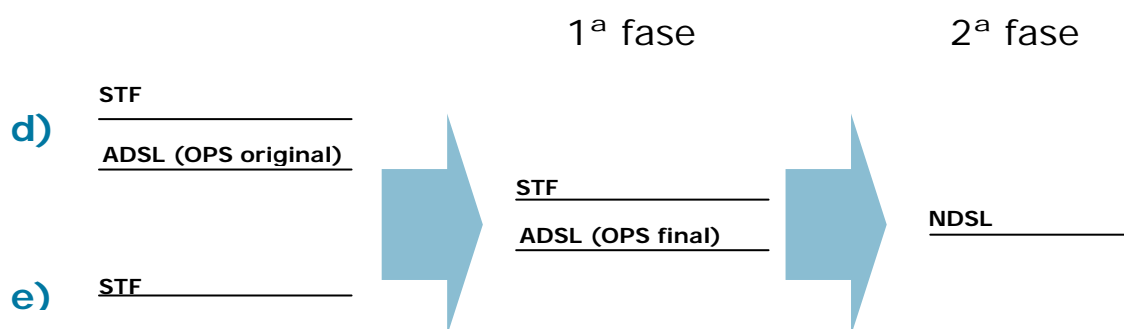 1ª fase 2ª fase
d) STF
ADSL (OPS original)
STF
ADSL (OPS final)
NDSL
e) STF